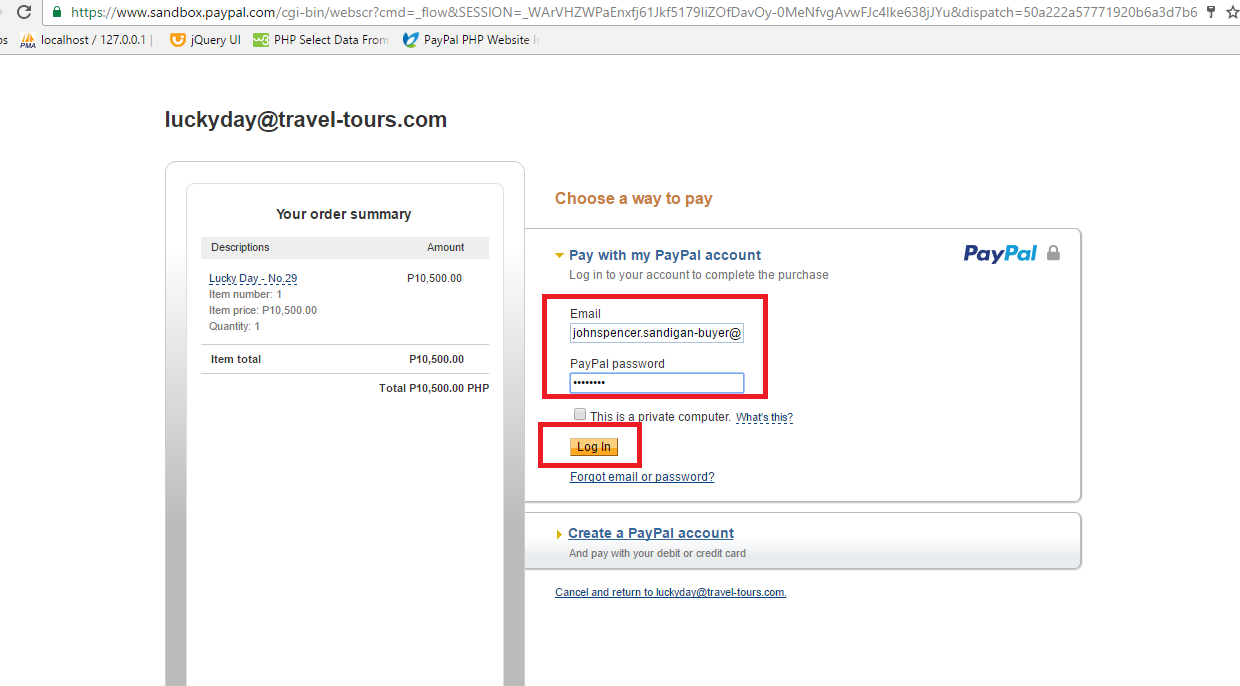 https://www.sandbox.paypal.com/cgi-bin/webscr?cmd=_flow&SESSION=_WArVHZWPaEnxfj61Jkf5179liZOfDavOy-0MeNfvgAvwFJc4lke638jJYu&dispatch=50a222a57771920b6a3d7b6
ps PMA localhost / 127.0.0.1 | jQuery UI w3 PHP Select Data From PayPal PHP Website I
luckyday@travel-tours.com
Your order summary
Descriptions Amount
Lucky Day - No.29 P10,500.00
Item number: 1
Item price: P10,500.00
Quantity: 1
Item total P10,500.00
Total P10,500.00 PHP
Choose a way to pay
Pay with my PayPal account PayPal
Log in to your account to complete the purchase
Email
johnspencer.sandigan-buyer@
PayPal password
••••••••
This is a private computer. What's this?
Log In
Forgot email or password?
Create a PayPal account
And pay with your debit or credit card
Cancel and return to luckyday@travel-tours.com.